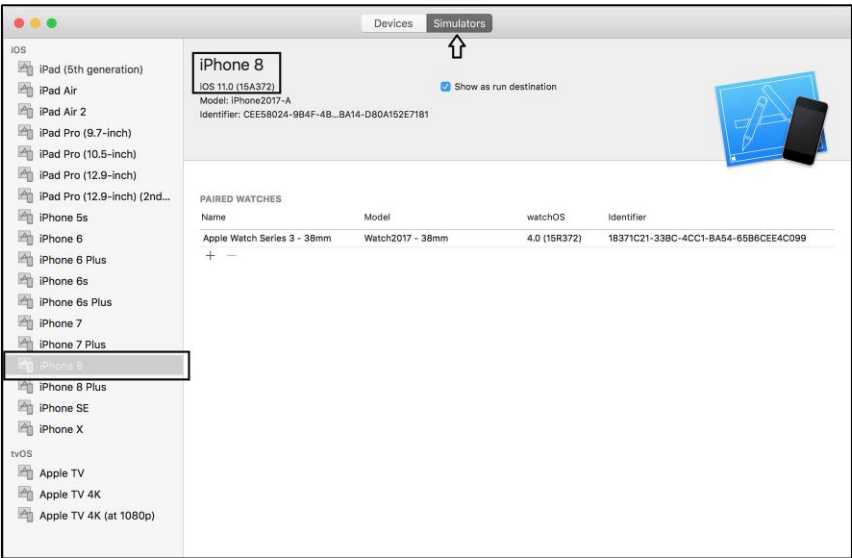 Devices Simulators
iOS
iPad (5th generation)
iPad Air
iPad Air 2
iPad Pro (9.7-inch)
iPad Pro (10.5-inch)
iPad Pro (12.9-inch)
iPad Pro (12.9-inch) (2nd...
iPhone 5s
iPhone 6
iPhone 6 Plus
iPhone 6s
iPhone 6s Plus
iPhone 7
iPhone 7 Plus
iPhone 8
iPhone 8 Plus
iPhone SE
iPhone X
tvOS
Apple TV
Apple TV 4K
Apple TV 4K (at 1080p)
iPhone 8
iOS 11.0 (15A372)
Model: iPhone2017-A
Identifier: CEE58024-9B4F-4B...BA14-D80A152E7181
Show as run destination
PAIRED WATCHES
Name Model watchOS Identifier
Apple Watch Series 3 - 38mm Watch2017 - 38mm 4.0 (15R372) 18371C21-33BC-4CC1-BA54-65B6CEE4C099